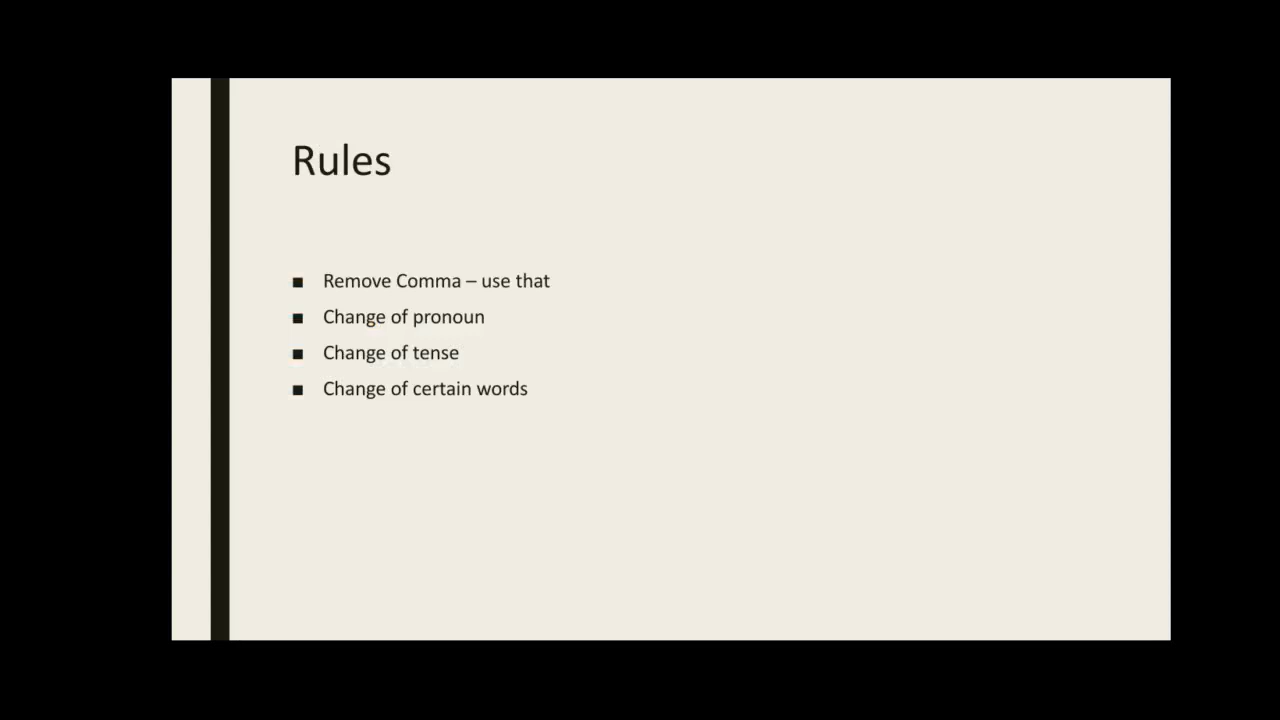 Rules
■ Remove Comma – use that
■ Change of pronoun
■ Change of tense
■ Change of certain words